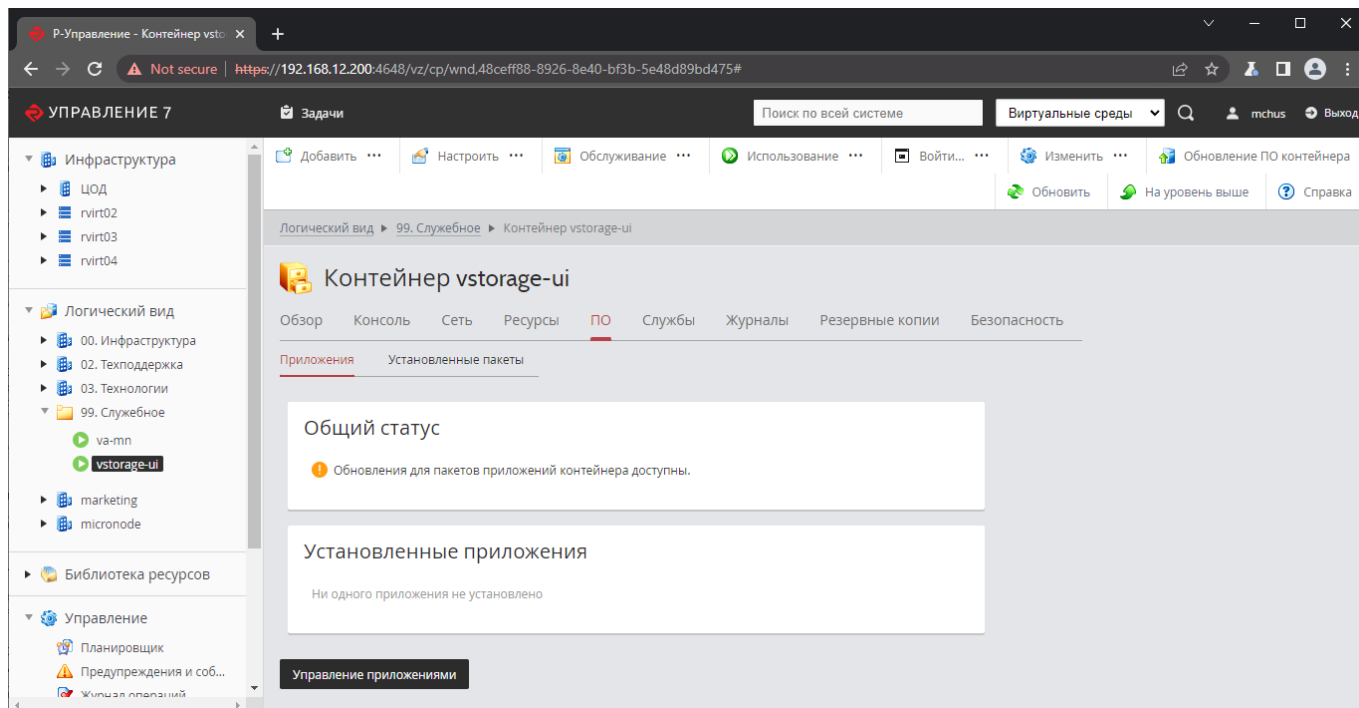 Р-Управление - Контейнер vsto
Not secure | https://192.168.12.200:4648/vz/cp/wnd,48ceff88-8926-8e40-bf3b-5e48d89bd475#
УПРАВЛЕНИЕ 7
Задачи
Поиск по всей системе
Виртуальные среды
mchus
Выход
Инфраструктура
ЦОД
rvirt02
rvirt03
rvirt04
Логический вид
00. Инфраструктура
02. Техподдержка
03. Технологии
99. Служебное
va-mn
vstorage-ui
marketing
micronode
Библиотека ресурсов
Управление
Планировщик
Предупреждения и соб...
Журнал операций
Добавить ••• Настроить ••• Обслуживание ••• Использование ••• Войти... ••• Изменить ••• Обновление ПО контейнера
Обновить На уровень выше Справка
Логический вид ▶ 99. Служебное ▶ Контейнер vstorage-ui
Контейнер vstorage-ui
Обзор Консоль Сеть Ресурсы ПО Службы Журналы Резервные копии Безопасность
Приложения Установленные пакеты
Общий статус
Обновления для пакетов приложений контейнера доступны.
Установленные приложения
Ни одного приложения не установлено
Управление приложениями